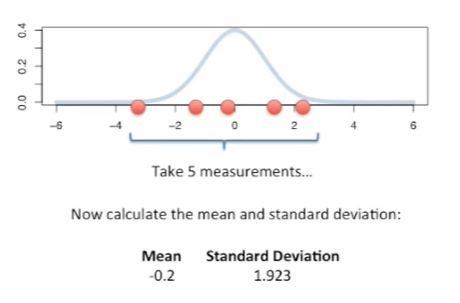 0.4
0.2
0.0
-6 -4 -2 0 2 4 6
Take 5 measurements...
Now calculate the mean and standard deviation:
Mean Standard Deviation
-0.2 1.923